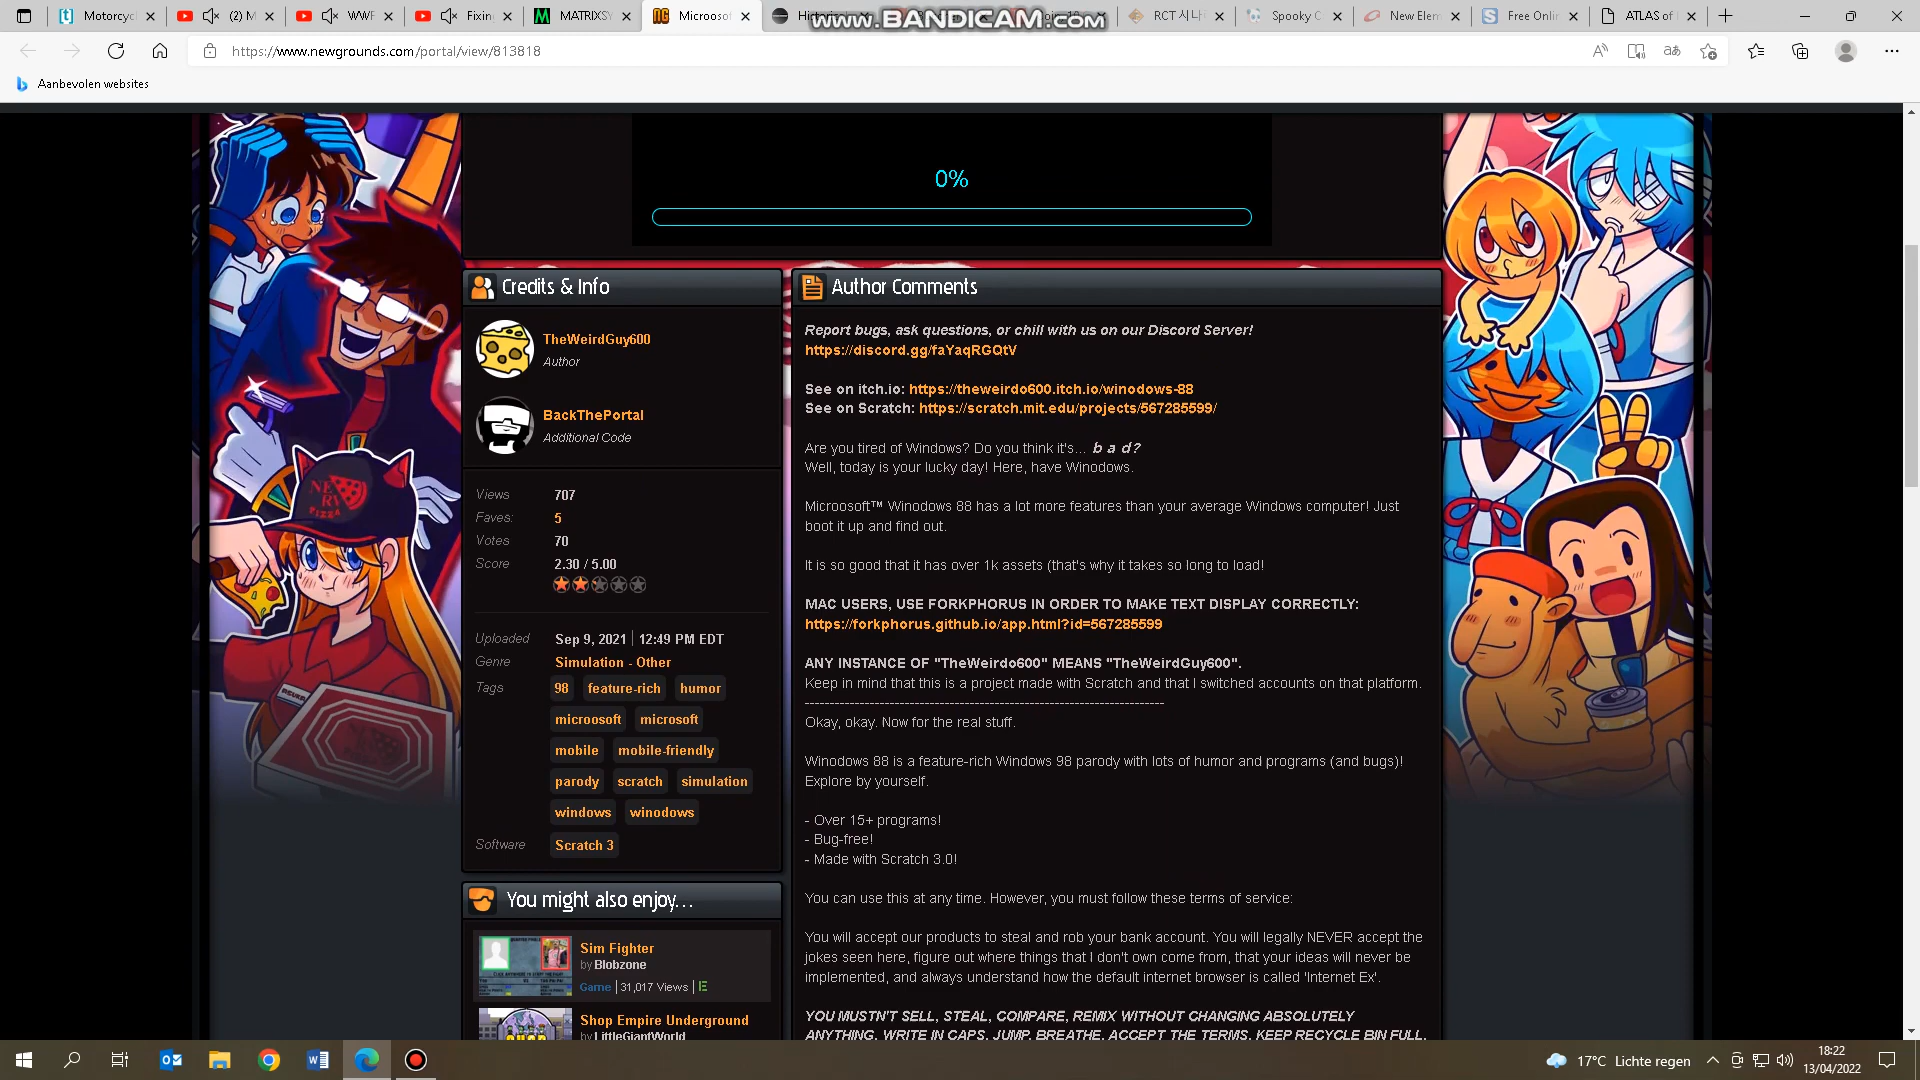 Motorcyc
(2) M
WWF
Fixin
MATRIXSY
Microosof
Histori
RCT 시나
Spooky C
New Elem
Free Onlin
ATLAS of
www.BANDICAM.com
https://www.newgrounds.com/portal/view/813818
Aanbevolen websites
0%
Credits & Info
TheWeirdGuy600
Author
BackThePortal
Additional Code
Views 707
Faves: 5
Votes 70
Score 2.30 / 5.00
Uploaded Sep 9, 2021 | 12:49 PM EDT
Genre Simulation - Other
Tags 98 feature-rich humor
microosoft microsoft
mobile mobile-friendly
parody scratch simulation
windows winodows
Software Scratch 3
You might also enjoy...
Sim Fighter
by Blobzone
Game | 31,017 Views | E
Shop Empire Underground
by LittleGiantWorld
Author Comments
Report bugs, ask questions, or chill with us on our Discord Server!
https://discord.gg/faYaqRGQtV
See on itch.io: https://theweirdo600.itch.io/winodows-88
See on Scratch: https://scratch.mit.edu/projects/567285599/
Are you tired of Windows? Do you think it's... b a d?
Well, today is your lucky day! Here, have Winodows.
Microosoft™ Winodows 88 has a lot more features than your average Windows computer! Just
boot it up and find out.
It is so good that it has over 1k assets (that's why it takes so long to load!
MAC USERS, USE FORKPHORUS IN ORDER TO MAKE TEXT DISPLAY CORRECTLY:
https://forkphorus.github.io/app.html?id=567285599
ANY INSTANCE OF "TheWeirdo600" MEANS "TheWeirdGuy600".
Keep in mind that this is a project made with Scratch and that I switched accounts on that platform.
------------------------------------------------------------------------
Okay, okay. Now for the real stuff.
Winodows 88 is a feature-rich Windows 98 parody with lots of humor and programs (and bugs)!
Explore by yourself.
- Over 15+ programs!
- Bug-free!
- Made with Scratch 3.0!
You can use this at any time. However, you must follow these terms of service:
You will accept our products to steal and rob your bank account. You will legally NEVER accept the
jokes seen here, figure out where things that I don't own come from, that your ideas will never be
implemented, and always understand how the default internet browser is called 'Internet Ex'.
YOU MUSTN'T SELL, STEAL, COMPARE, REMIX WITHOUT CHANGING ABSOLUTELY
ANYTHING, WRITE IN CAPS, JUMP, BREATHE, ACCEPT THE TERMS, KEEP RECYCLE BIN FULL,
17°C Lichte regen
18:22
13/04/2022